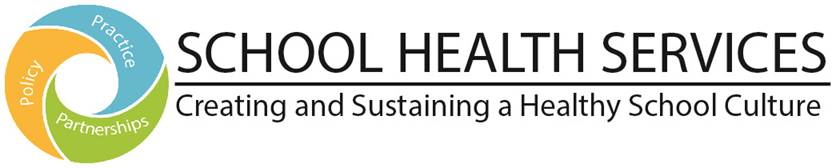 Practice
Policy
Partnerships
SCHOOL HEALTH SERVICES
Creating and Sustaining a Healthy School Culture